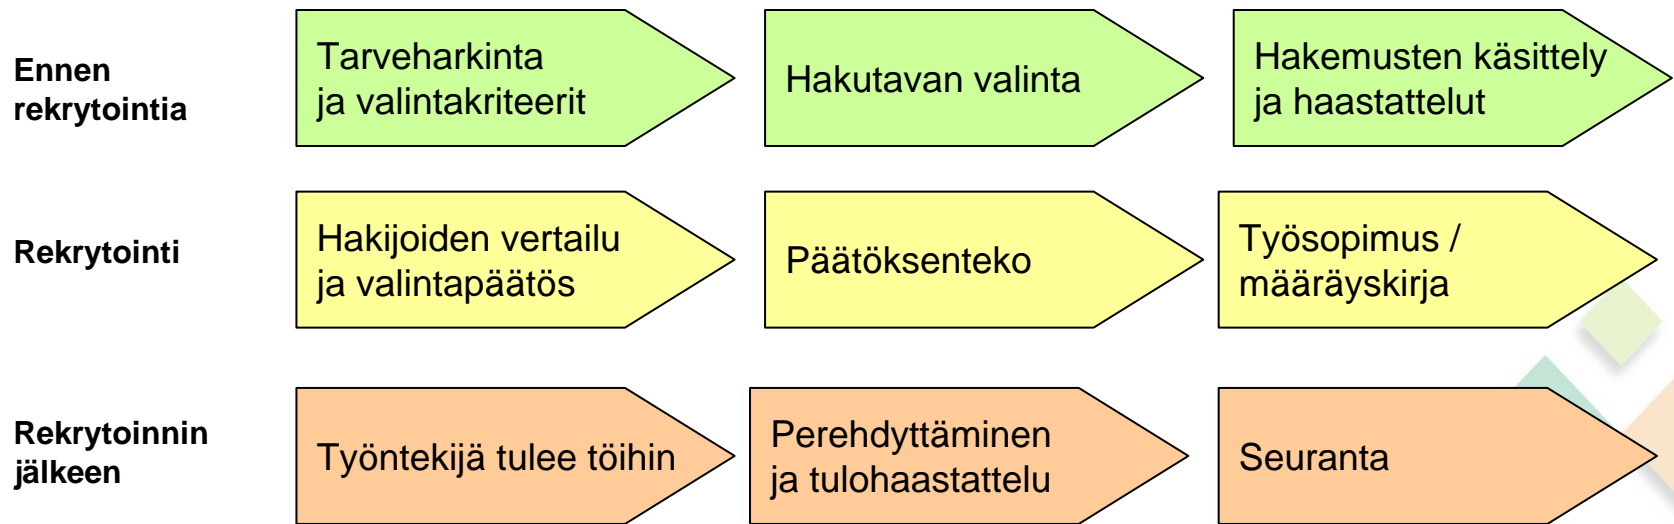 Ennen
rekrytointia
Tarveharkinta
ja valintakriteerit
Hakutavan valinta
Hakemusten käsittely
ja haastattelut
Rekrytointi
Hakijoiden vertailu
ja valintapäätös
Päätöksenteko
Työsopimus /
määräyskirja
Rekrytoinnin
jälkeen
Työntekijä tulee töihin
Perehdyttäminen
ja tulohaastattelu
Seuranta